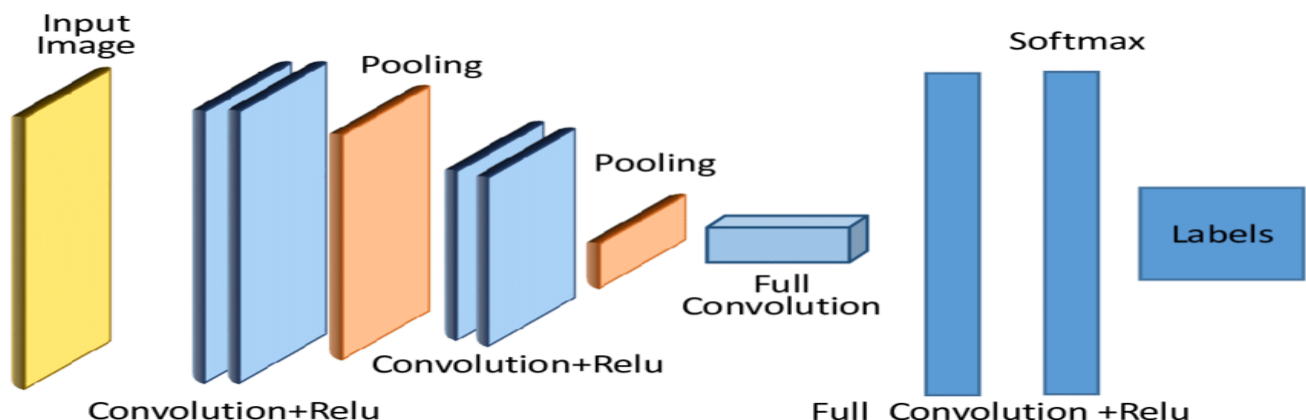 Input
Image
Convolution+Relu
Pooling
Convolution+Relu
Pooling
Full
Convolution
Full Convolution +Relu
Softmax
Labels